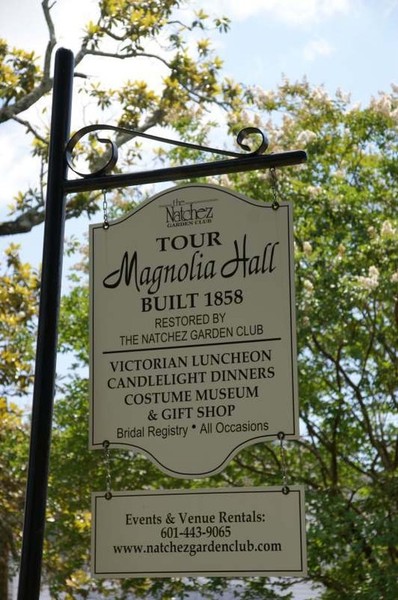 the
Natchez
GARDEN CLUB
TOUR
Magnolia Hall
BUILT 1858
RESTORED BY
THE NATCHEZ GARDEN CLUB
VICTORIAN LUNCHEON
CANDLELIGHT DINNERS
COSTUME MUSEUM
& GIFT SHOP
Bridal Registry • All Occasions
Events & Venue Rentals:
601-443-9065
www.natchezgardenclub.com